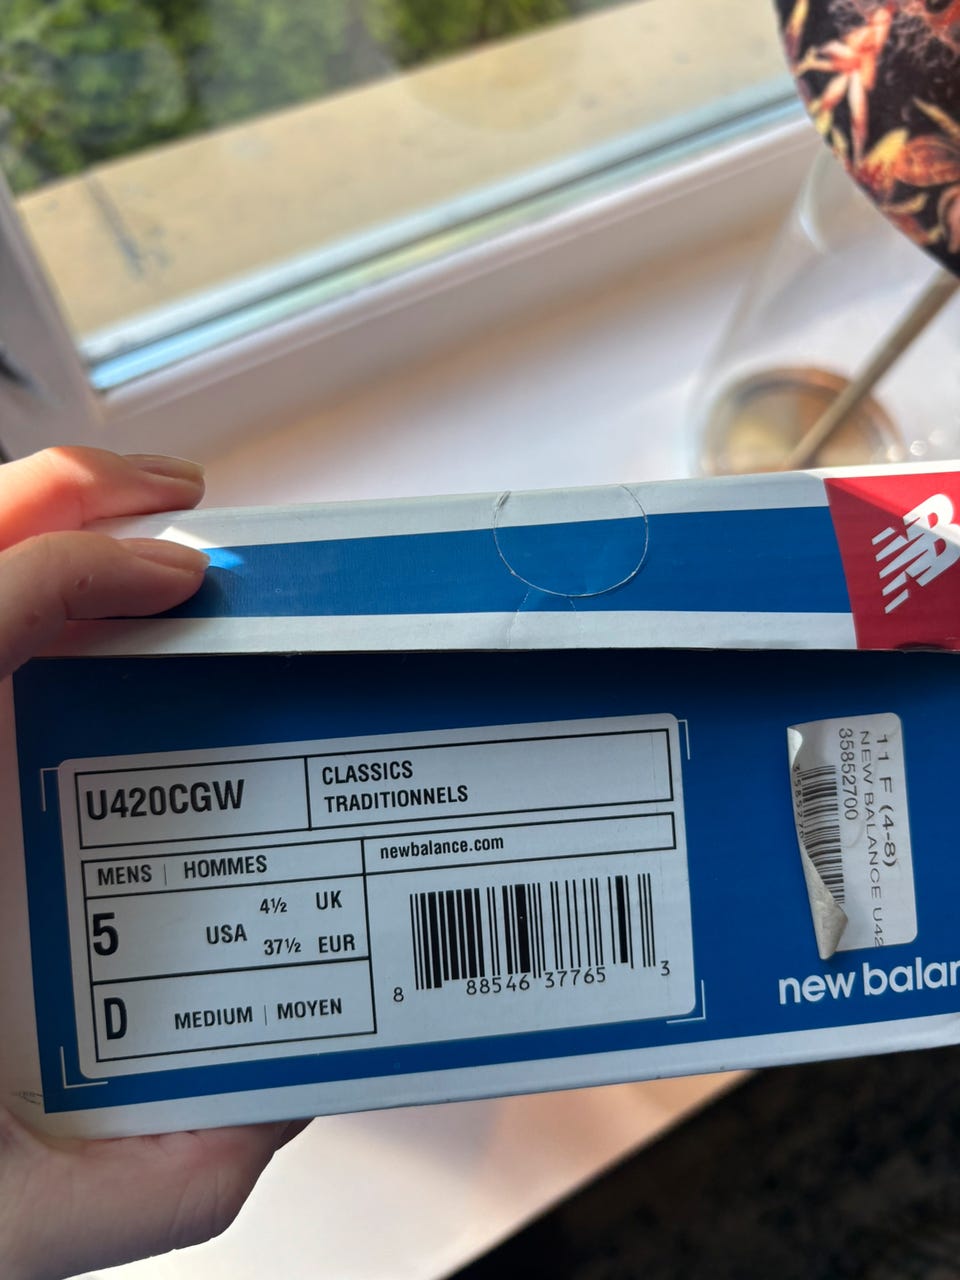 U420CGW
CLASSICS
TRADITIONNELS
MENS | HOMMES
newbalance.com
5 USA
4½ UK
37½ EUR
D MEDIUM | MOYEN
8 88546 37765 3
11 F (4-8)
NEW BALANCE U42
35852700
new balan